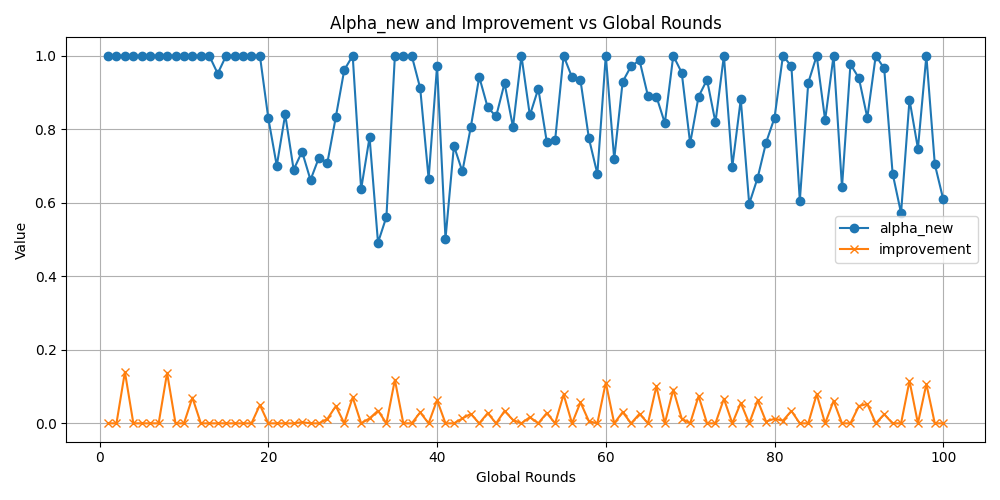 Alpha_new and Improvement vs Global Rounds
1.0
0.8
0.6
0.4
0.2
0.0
Value
alpha_new
improvement
0
20
40
60
80
100
Global Rounds